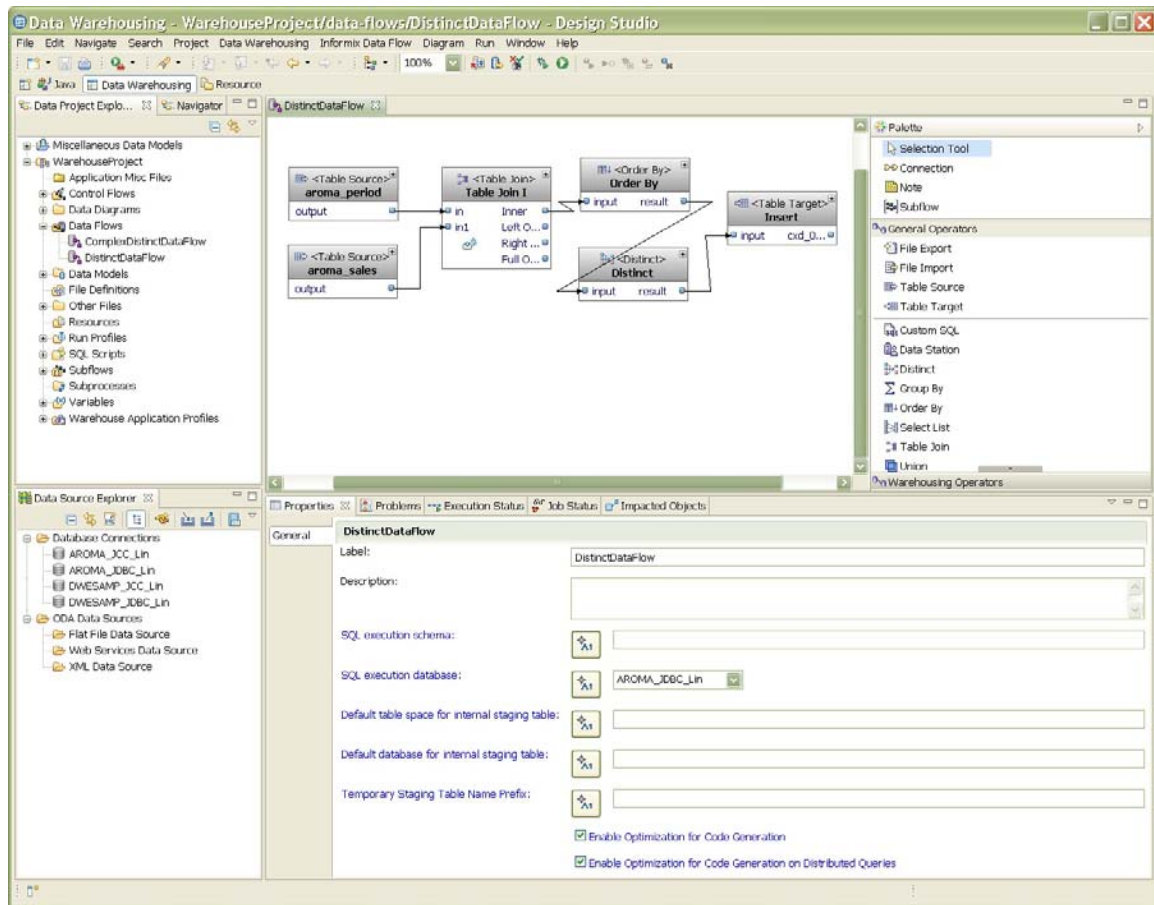 Data Warehousing - WarehouseProject/data-flows/DistinctDataFlow - Design Studio
File Edit Navigate Search Project Data Warehousing Informix Data Flow Diagram Run Window Help
100%
Java Data Warehousing Resource
Data Project Explo... Navigator
Miscellaneous Data Models
WarehouseProject
Application Misc Files
Control Flows
Data Diagrams
Data Flows
ComplexDistinctDataFlow
DistinctDataFlow
Data Models
File Definitions
Other Files
Resources
Run Profiles
SQL Scripts
Subflows
Subprocesses
Variables
Warehouse Application Profiles
DistinctDataFlow
<Table Source>
aroma_period
output
<Table Source>
aroma_sales
output
<Table Join>
Table Join I
in Inner
in1 Left O...
Right ...
Full O...
<Order By>
Order By
input result
<Distinct>
Distinct
input result
<Table Target>
Insert
input cxd_0...
Palette
Selection Tool
Connection
Note
Subflow
General Operators
File Export
File Import
Table Source
Table Target
Custom SQL
Data Station
Distinct
Group By
Order By
Select List
Table Join
Union
Warehousing Operators
Data Source Explorer
Database Connections
AROMA_JCC_Lin
AROMA_JDBC_Lin
DWESAMP_JCC_Lin
DWESAMP_JDBC_Lin
ODA Data Sources
Flat File Data Source
Web Services Data Source
XML Data Source
Properties Problems Execution Status Job Status Impacted Objects
General
DistinctDataFlow
Label: DistinctDataFlow
Description:
SQL execution schema:
SQL execution database: AROMA_JDBC_Lin
Default table space for internal staging table:
Default database for internal staging table:
Temporary Staging Table Name Prefix:
Enable Optimization for Code Generation
Enable Optimization for Code Generation on Distributed Queries